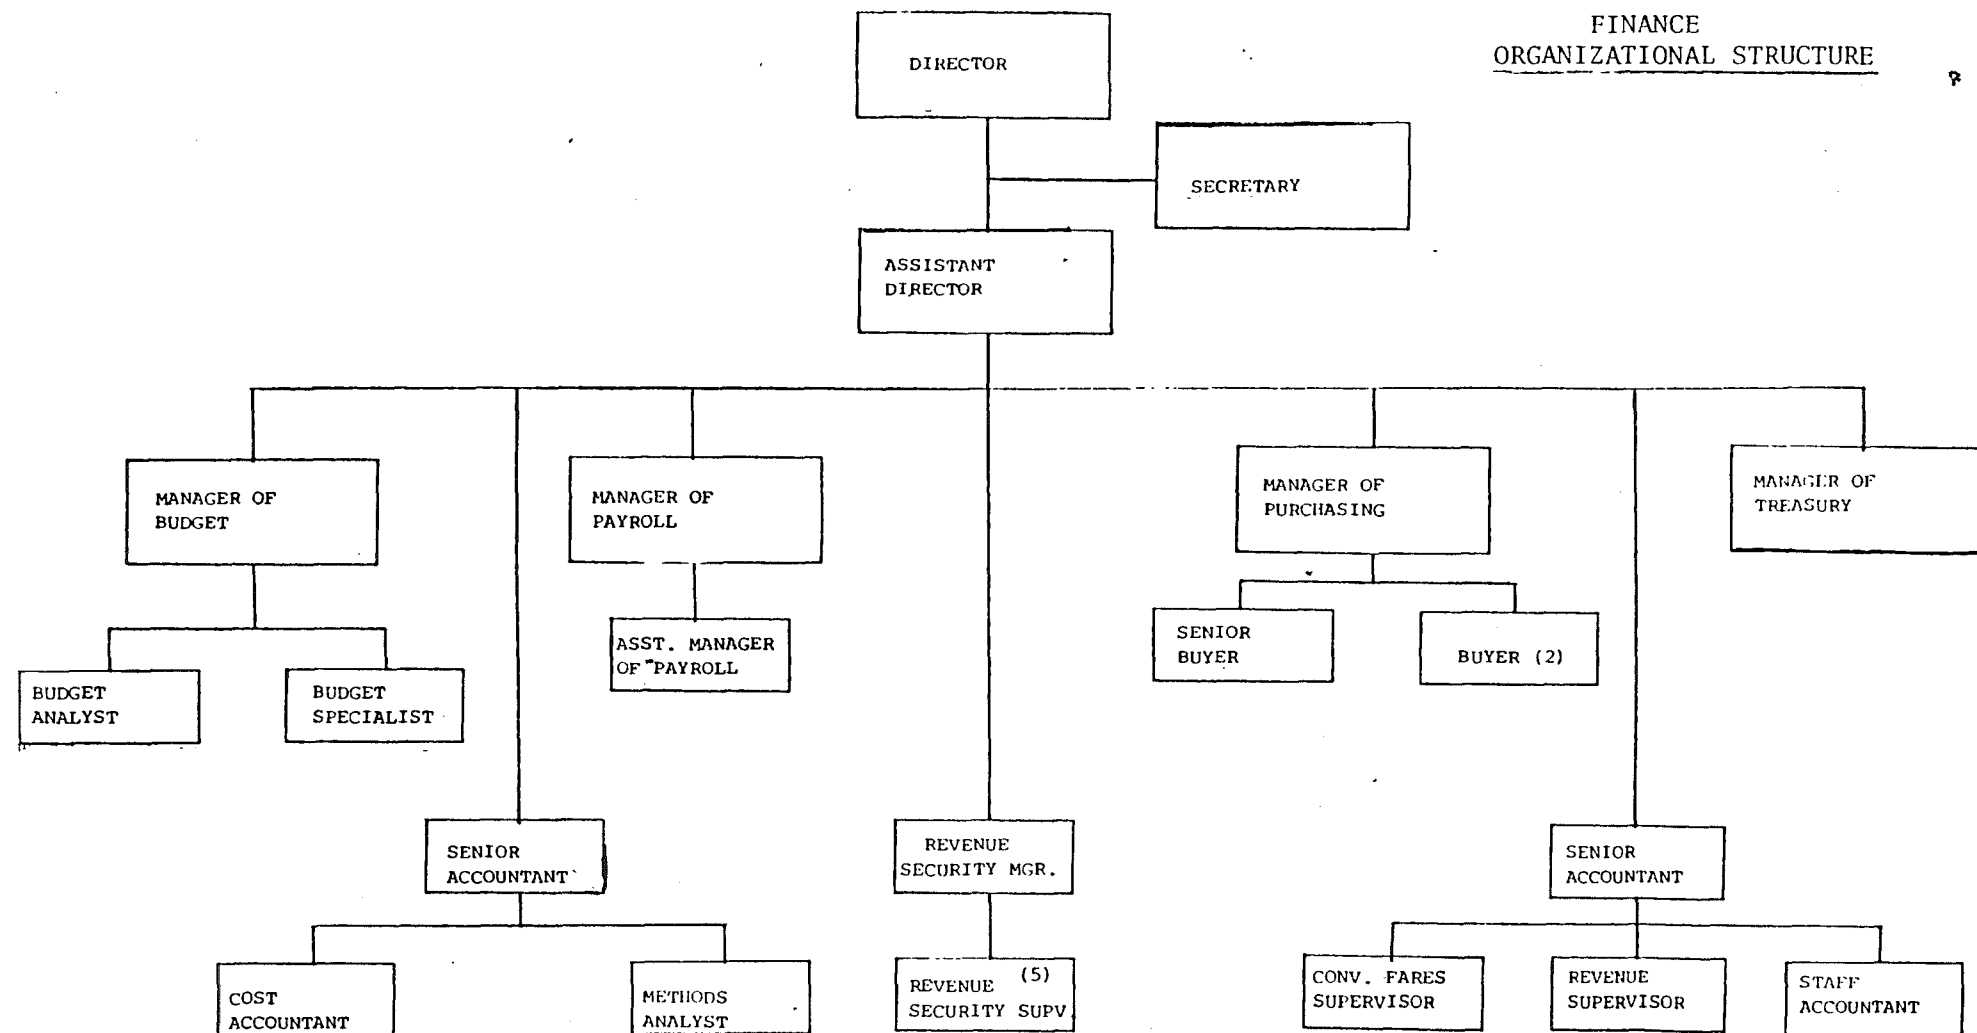 FINANCE
ORGANIZATIONAL STRUCTURE
DIRECTOR
SECRETARY
ASSISTANT
DIRECTOR
MANAGER OF
BUDGET
MANAGER OF
PAYROLL
MANAGER OF
PURCHASING
MANAGER OF
TREASURY
ASST. MANAGER
OF PAYROLL
SENIOR
BUYER
BUYER (2)
BUDGET
ANALYST
BUDGET
SPECIALIST
SENIOR
ACCOUNTANT
REVENUE
SECURITY MGR.
SENIOR
ACCOUNTANT
COST
ACCOUNTANT
METHODS
ANALYST
REVENUE (5)
SECURITY SUPV
CONV. FARES
SUPERVISOR
REVENUE
SUPERVISOR
STAFF
ACCOUNTANT